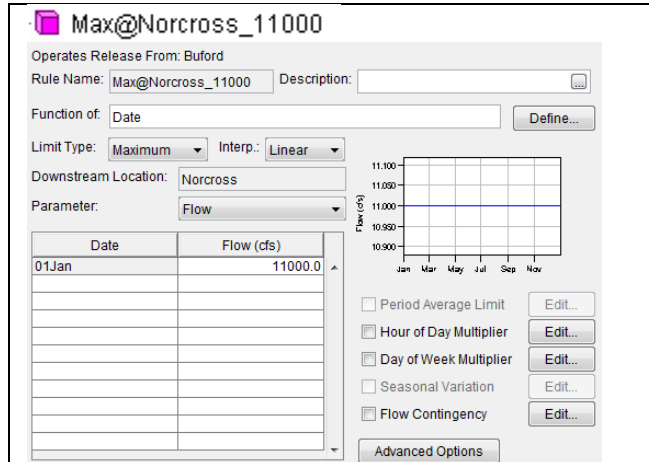 Max@Norcross_11000
Operates Release From: Buford
Rule Name: Max@Norcross_11000 Description: ...
Function of: Date Define...
Limit Type: Maximum Interp.: Linear
Downstream Location: Norcross
Parameter: Flow
Date Flow (cfs)
01Jan 11000.0
Flow (cfs)
11.100
11.050
11.000
10.950
10.900
Jan Mar May Jul Sep Nov
Period Average Limit Edit...
Hour of Day Multiplier Edit...
Day of Week Multiplier Edit...
Seasonal Variation Edit...
Flow Contingency Edit...
Advanced Options